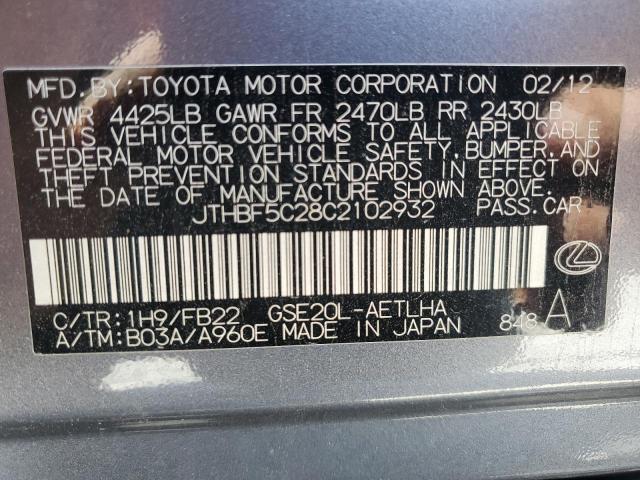 MFD.BY:TOYOTA MOTOR CORPORATION 02/12
GVWR 4425LB GAWR FR 2470LB RR 2430LB
THIS VEHICLE CONFORMS TO ALL APPLICABLE
FEDERAL MOTOR VEHICLE SAFETY,BUMPER,AND
THEFT PREVENTION STANDARDS IN EFFECT ON
THE DATE OF MANUFACTURE SHOWN ABOVE.
JTHBF5C28C2102932 PASS.CAR
C/TR:1H9/FB22 GSE20L-AETLHA
A/TM:B03A/A960E MADE IN JAPAN 848 A